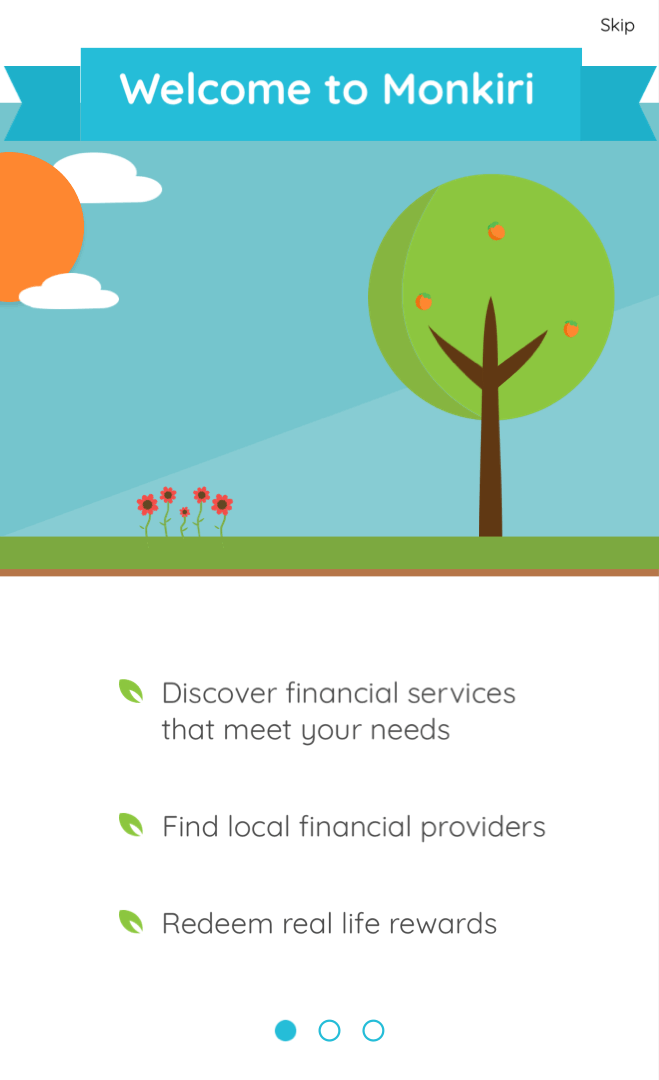 Skip
Welcome to Monkiri
Discover financial services
that meet your needs
Find local financial providers
Redeem real life rewards